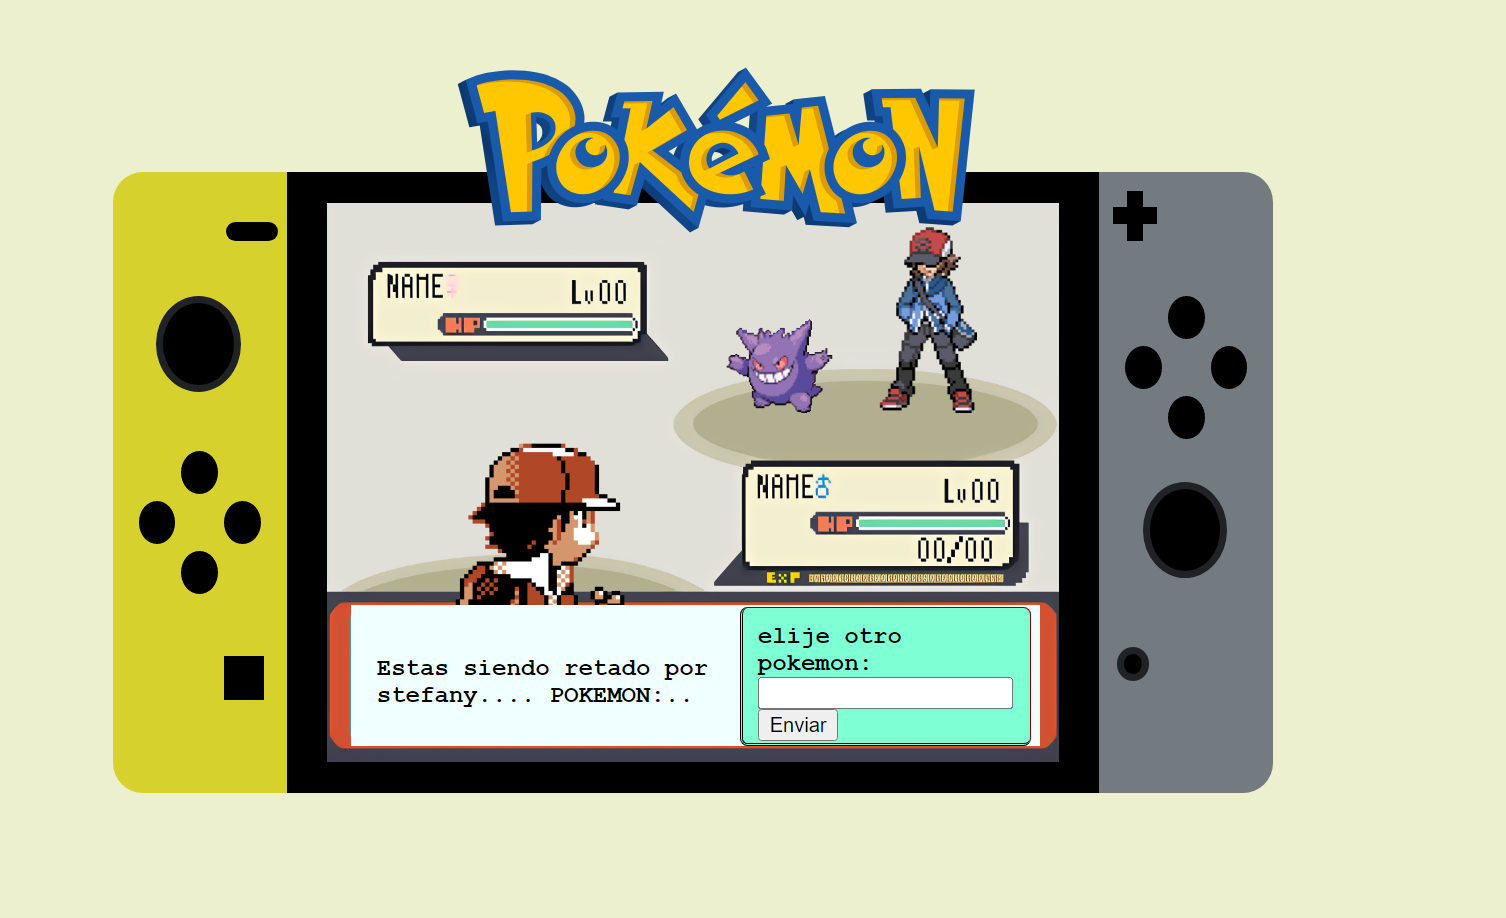 POKéMON
NAME♀ Lv00
HP
NAME♂ Lv00
HP
00/00
EXP
Estas siendo retado por
stefany.... POKEMON:..
elije otro
pokemon:
Enviar